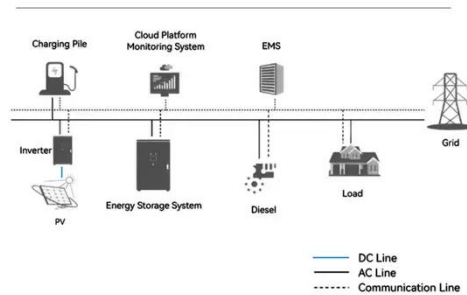 Charging Pile
Cloud Platform
Monitoring System
EMS
Grid
Inverter
PV
Energy Storage System
Diesel
Load
DC Line
AC Line
Communication Line